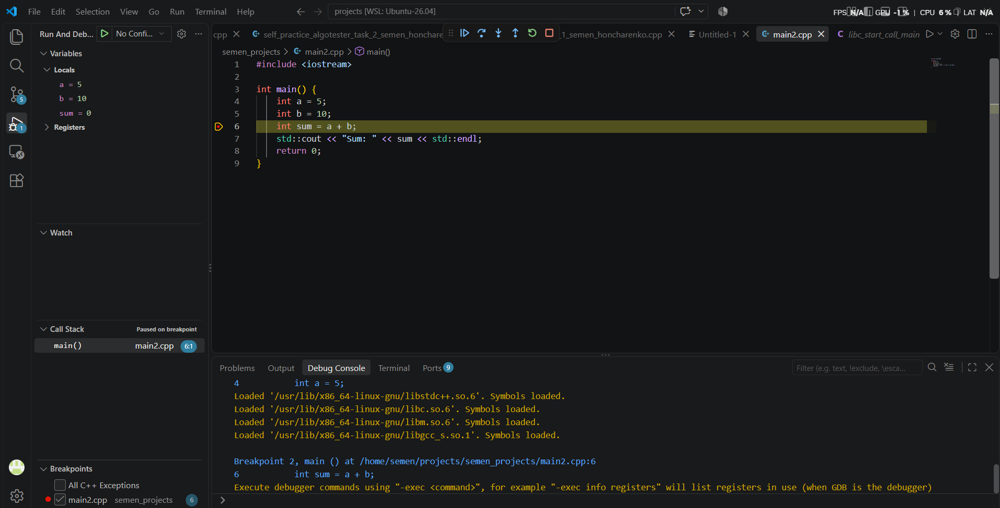 File Edit Selection View Go Run Terminal Help
projects [WSL: Ubuntu-26.04]
FPS N/A | GPU -1 % | CPU 6 % LAT N/A
Run And Deb... No Confi...
cpp self_practice_algotester_task_2_semen_honchare _1_semen_honcharenko.cpp Untitled-1 main2.cpp libc_start_call_main
semen_projects > main2.cpp > main()
Variables
Locals
a = 5
b = 10
sum = 0
Registers
1 #include <iostream>
2
3 int main() {
4 int a = 5;
5 int b = 10;
6 int sum = a + b;
7 std::cout << "Sum: " << sum << std::endl;
8 return 0;
9 }
5
1
Watch
Call Stack Paused on breakpoint
main() main2.cpp 6:1
Breakpoints
All C++ Exceptions
main2.cpp semen_projects 6
Problems Output Debug Console Terminal Ports 9
Filter (e.g. text, !exclude, \esca...
4 int a = 5;
Loaded '/usr/lib/x86_64-linux-gnu/libstdc++.so.6'. Symbols loaded.
Loaded '/usr/lib/x86_64-linux-gnu/libc.so.6'. Symbols loaded.
Loaded '/usr/lib/x86_64-linux-gnu/libm.so.6'. Symbols loaded.
Loaded '/usr/lib/x86_64-linux-gnu/libgcc_s.so.1'. Symbols loaded.
Breakpoint 2, main () at /home/semen/projects/semen_projects/main2.cpp:6
6 int sum = a + b;
Execute debugger commands using "-exec <command>", for example "-exec info registers" will list registers in use (when GDB is the debugger)
>